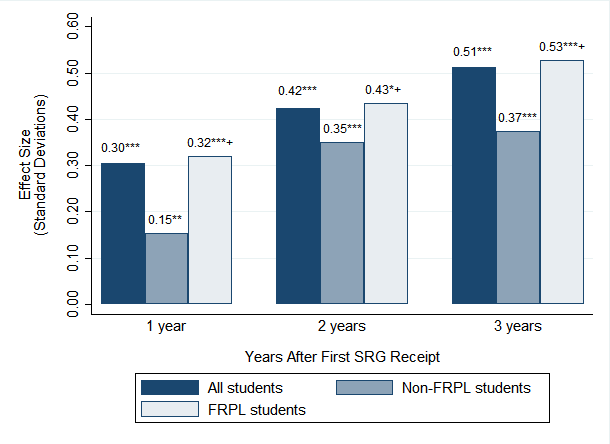 0.60
0.50
0.40
0.30
0.20
0.10
0.00
Effect Size
(Standard Deviations)
0.30***
0.15**
0.32***+
0.42***
0.35***
0.43*+
0.51***
0.37***
0.53***+
1 year
2 years
3 years
Years After First SRG Receipt
All students
Non-FRPL students
FRPL students